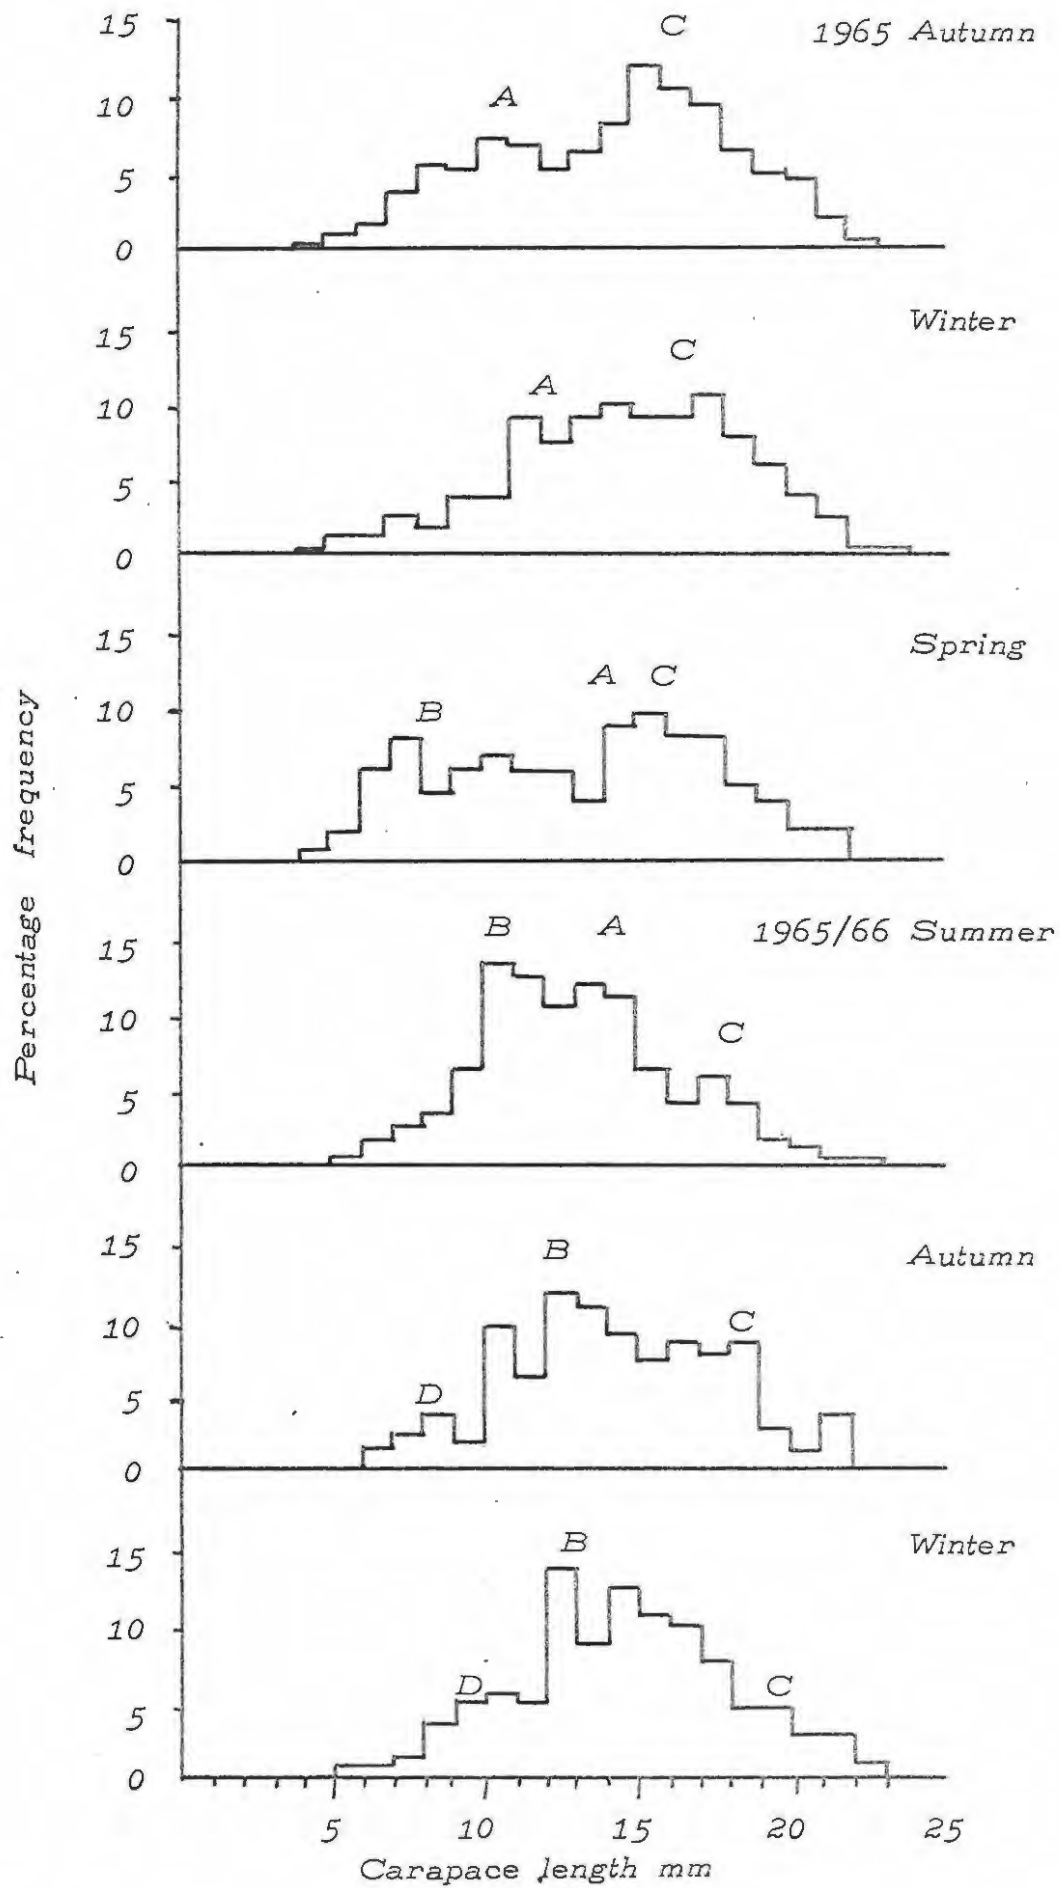 15
C
1965 Autumn
A
10
5
0
Winter
15
C
A
10
5
0
Spring
15
A C
B
10
5
0
B A 1965/66 Summer
15
C
10
5
0
B
Autumn
15
C
10
D
5
0
B
Winter
15
10
D C
5
0
5 10 15 20 25
Carapace length mm
Percentage frequency